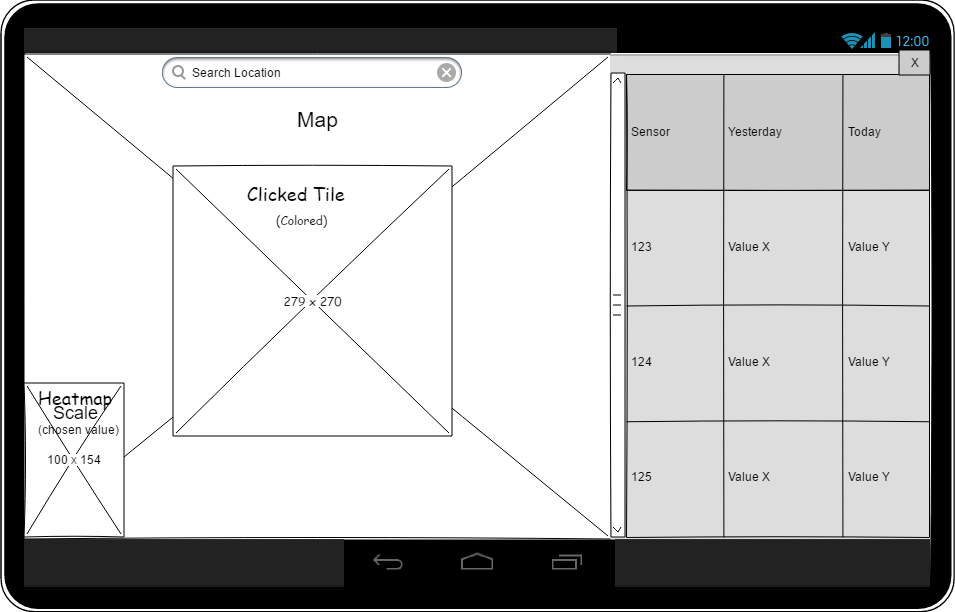 12:00
Search Location
X
Map
Sensor Yesterday Today
Clicked Tile
(Colored)
123 Value X Value Y
279 x 270
124 Value X Value Y
Heatmap
Scale
(chosen value)
100 x 154
125 Value X Value Y